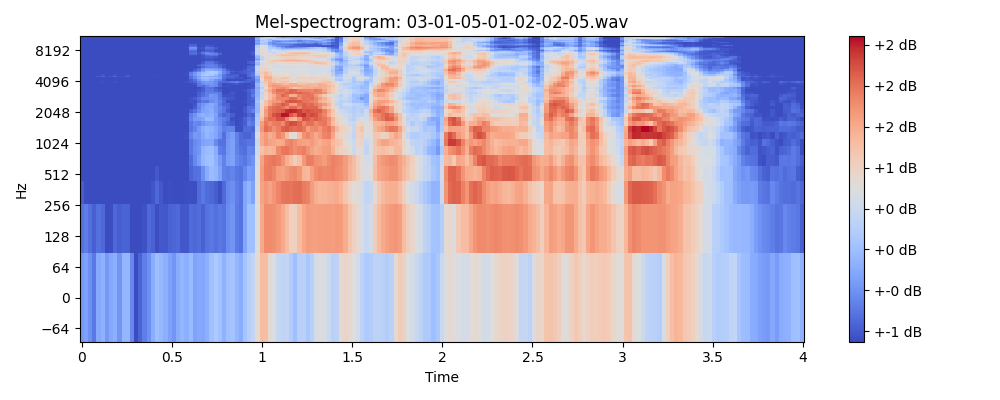 Mel-spectrogram: 03-01-05-01-02-02-05.wav
8192
4096
2048
1024
512
256
128
64
0
−64
Hz
0
0.5
1
1.5
2
2.5
3
3.5
4
Time
+2 dB
+2 dB
+2 dB
+1 dB
+0 dB
+0 dB
+-0 dB
+-1 dB